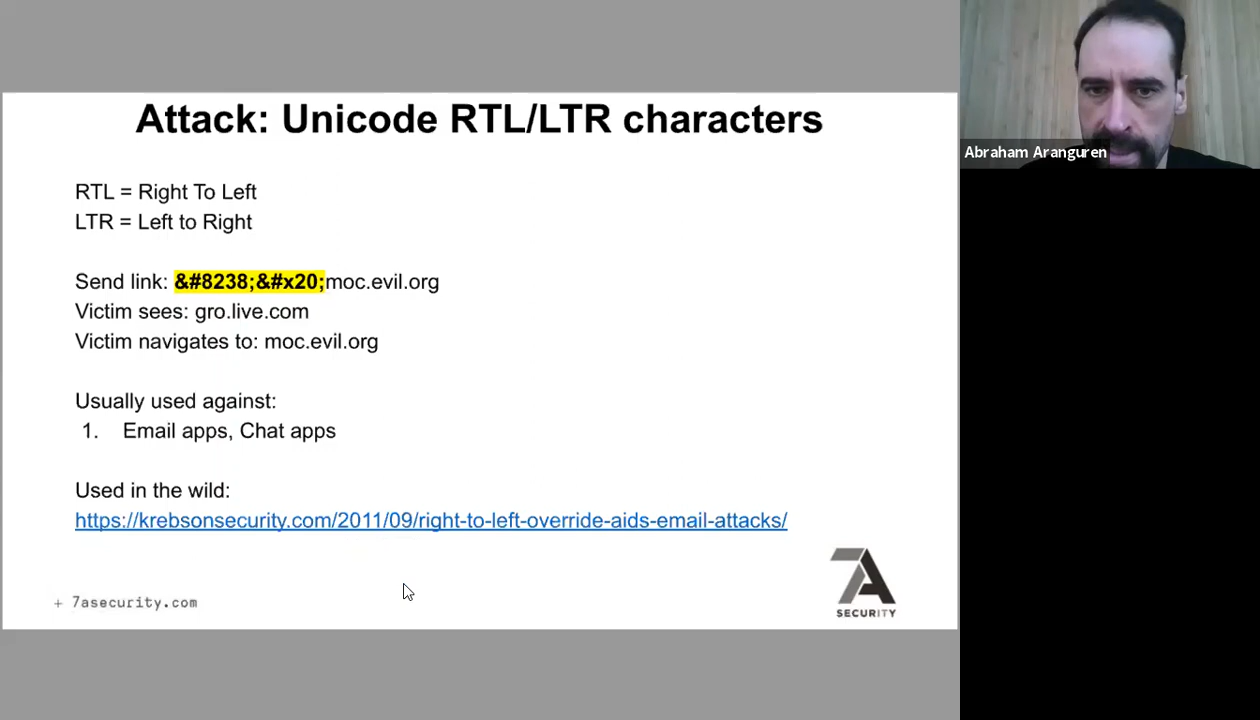 Attack: Unicode RTL/LTR characters
RTL = Right To Left
LTR = Left to Right
Send link: &#8238;&#x20;moc.evil.org
Victim sees: gro.live.com
Victim navigates to: moc.evil.org
Usually used against:
1. Email apps, Chat apps
Used in the wild:
https://krebsonsecurity.com/2011/09/right-to-left-override-aids-email-attacks/
+ 7asecurity.com
7A
SECURITY
Abraham Aranguren